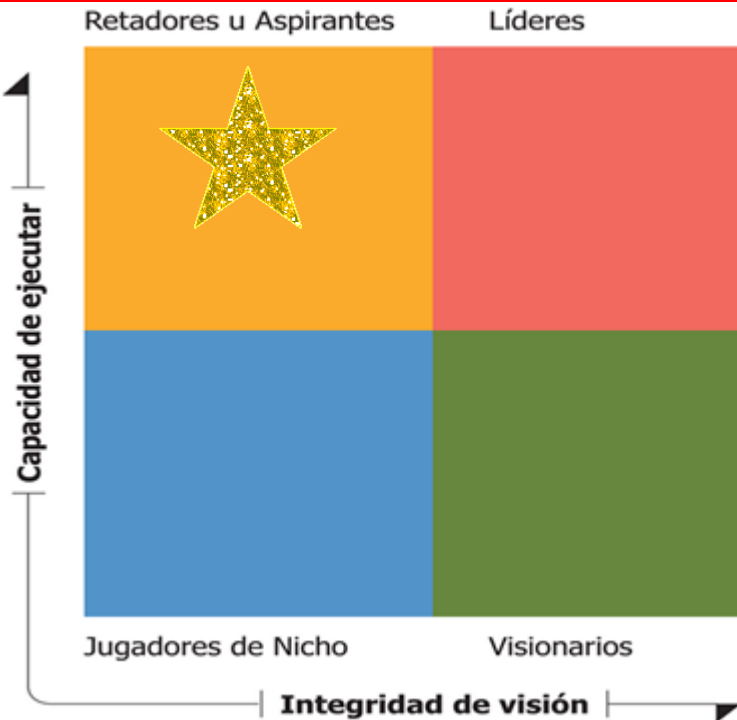 Retadores u Aspirantes
Líderes
Capacidad de ejecutar
Jugadores de Nicho
Visionarios
Integridad de visión